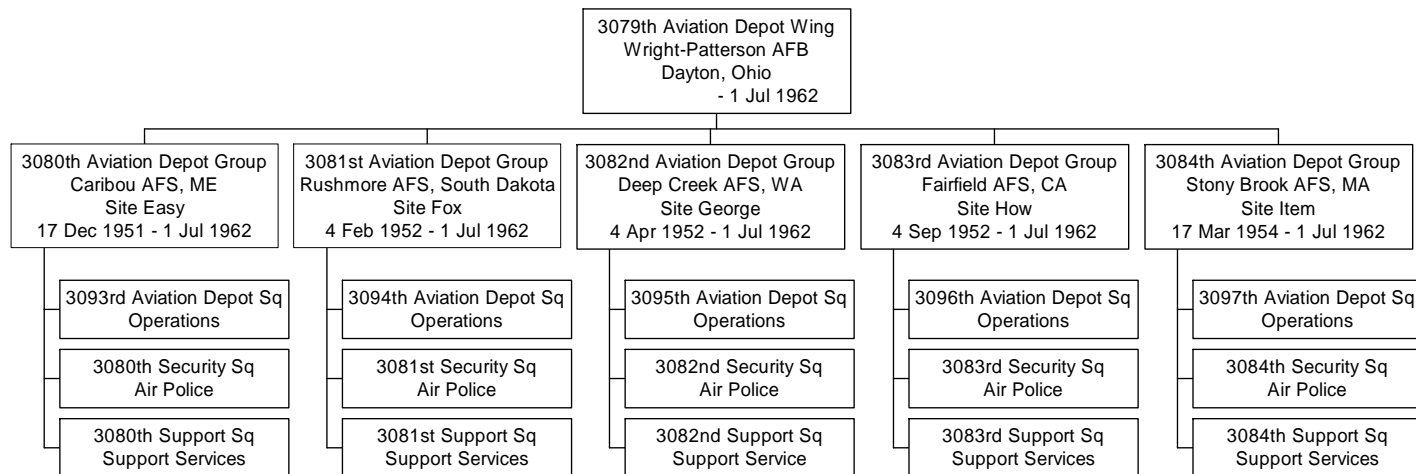 3079th Aviation Depot Wing
Wright-Patterson AFB
Dayton, Ohio
- 1 Jul 1962
3080th Aviation Depot Group
Caribou AFS, ME
Site Easy
17 Dec 1951 - 1 Jul 1962
3093rd Aviation Depot Sq
Operations
3080th Security Sq
Air Police
3080th Support Sq
Support Services
3081st Aviation Depot Group
Rushmore AFS, South Dakota
Site Fox
4 Feb 1952 - 1 Jul 1962
3094th Aviation Depot Sq
Operations
3081st Security Sq
Air Police
3081st Support Sq
Support Services
3082nd Aviation Depot Group
Deep Creek AFS, WA
Site George
4 Apr 1952 - 1 Jul 1962
3095th Aviation Depot Sq
Operations
3082nd Security Sq
Air Police
3082nd Support Sq
Support Service
3083rd Aviation Depot Group
Fairfield AFS, CA
Site How
4 Sep 1952 - 1 Jul 1962
3096th Aviation Depot Sq
Operations
3083rd Security Sq
Air Police
3083rd Support Sq
Support Services
3084th Aviation Depot Group
Stony Brook AFS, MA
Site Item
17 Mar 1954 - 1 Jul 1962
3097th Aviation Depot Sq
Operations
3084th Security Sq
Air Police
3084th Support Sq
Support Services